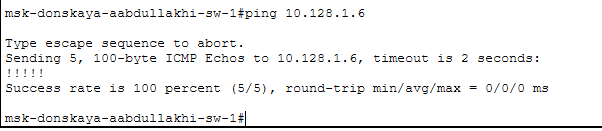 msk-donskaya-aabdullakhi-sw-1#ping 10.128.1.6
Type escape sequence to abort.
Sending 5, 100-byte ICMP Echos to 10.128.1.6, timeout is 2 seconds:
!!!!!
Success rate is 100 percent (5/5), round-trip min/avg/max = 0/0/0 ms
msk-donskaya-aabdullakhi-sw-1#